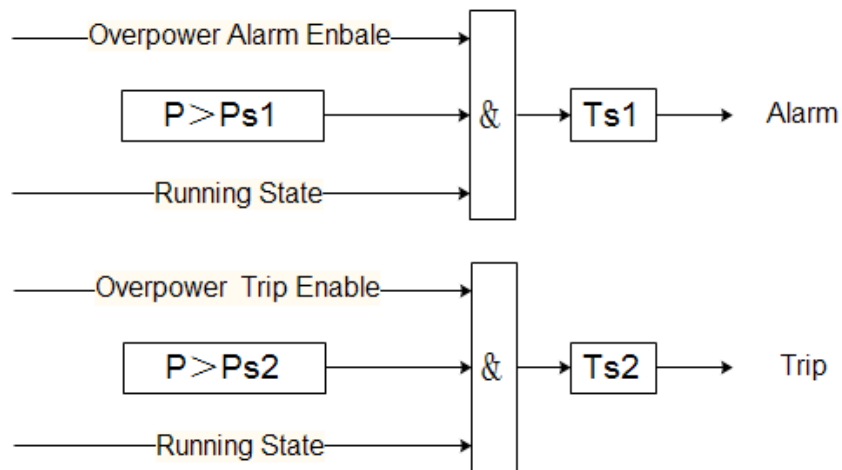 Overpower Alarm Enbale
P＞Ps1
&
Ts1
Alarm
Running State
Overpower Trip Enable
P＞Ps2
&
Ts2
Trip
Running State